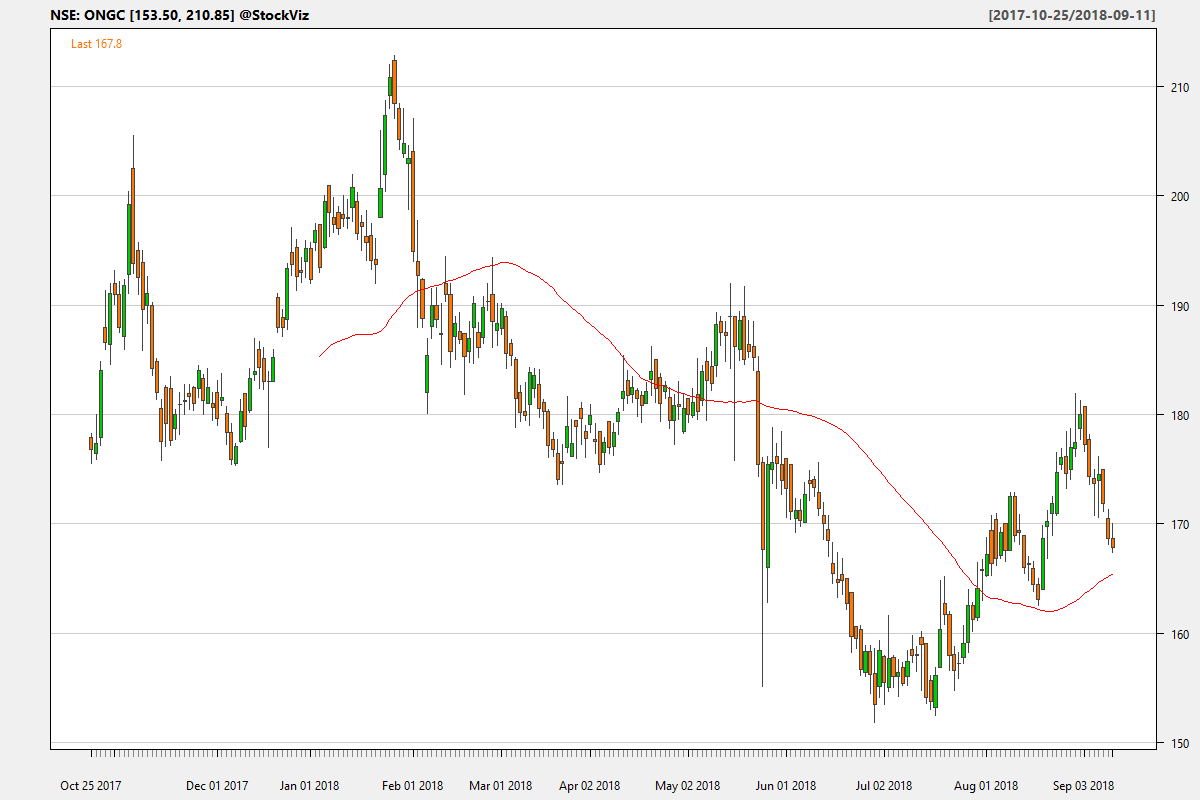 NSE: ONGC [153.50, 210.85] @StockViz
[2017-10-25/2018-09-11]
Last 167.8
210
200
190
180
170
160
150
Oct 25 2017
Dec 01 2017
Jan 01 2018
Feb 01 2018
Mar 01 2018
Apr 02 2018
May 02 2018
Jun 01 2018
Jul 02 2018
Aug 01 2018
Sep 03 2018